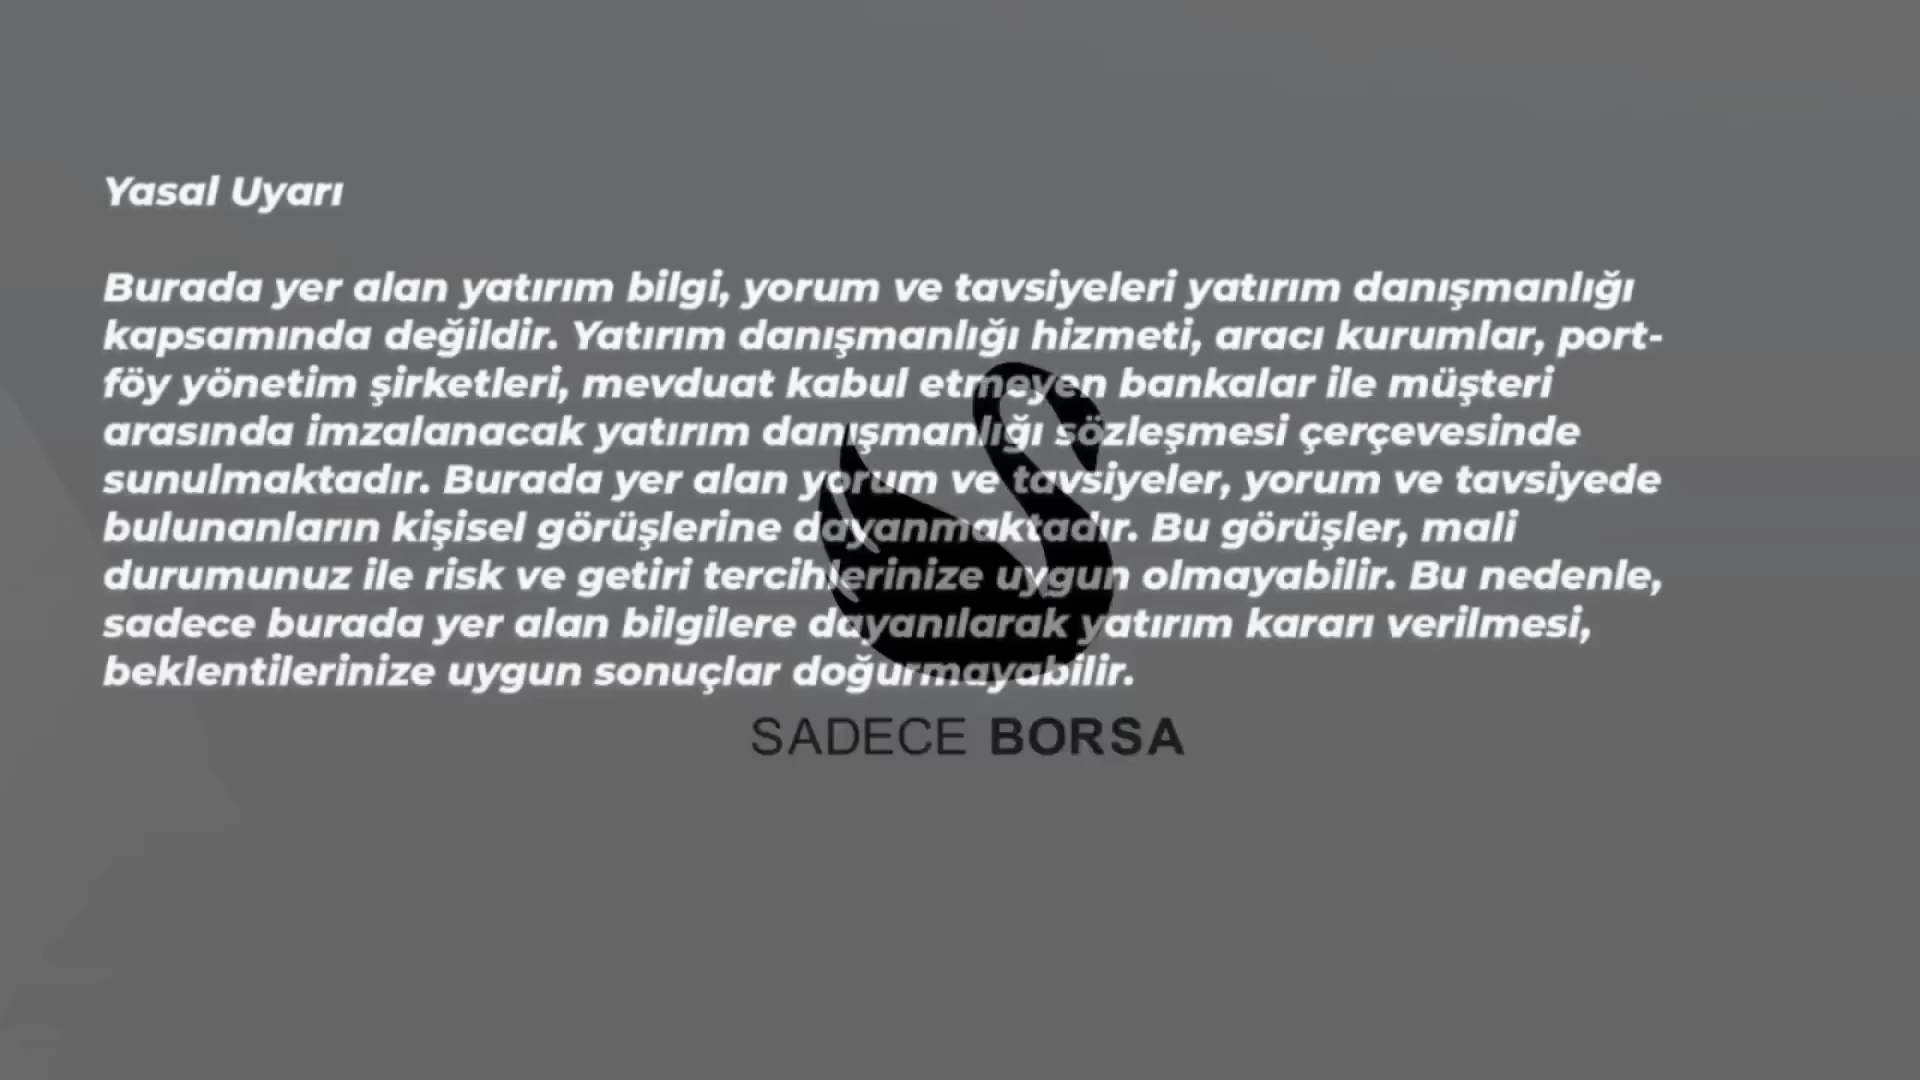 Yasal Uyarı
Burada yer alan yatırım bilgi, yorum ve tavsiyeleri yatırım danışmanlığı
kapsamında değildir. Yatırım danışmanlığı hizmeti, aracı kurumlar, port-
föy yönetim şirketleri, mevduat kabul etmeyen bankalar ile müşteri
arasında imzalanacak yatırım danışmanlığı sözleşmesi çerçevesinde
sunulmaktadır. Burada yer alan yorum ve tavsiyeler, yorum ve tavsiyede
bulunanların kişisel görüşlerine dayanmaktadır. Bu görüşler, mali
durumunuz ile risk ve getiri tercihlerinize uygun olmayabilir. Bu nedenle,
sadece burada yer alan bilgilere dayanılarak yatırım kararı verilmesi,
beklentilerinize uygun sonuçlar doğurmayabilir.
SADECE BORSA